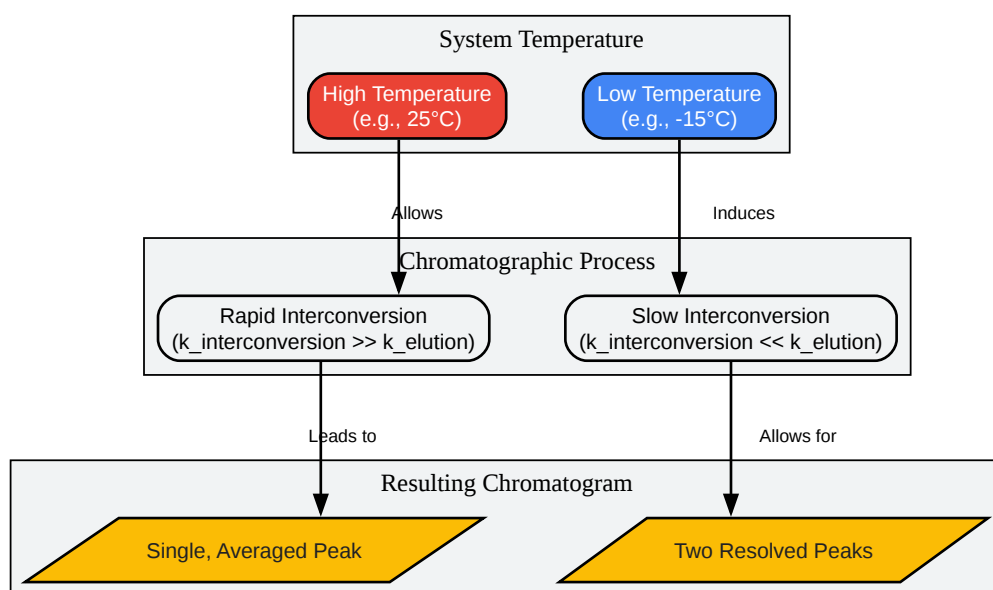 System Temperature
High Temperature
(e.g., 25°C)
Low Temperature
(e.g., -15°C)
Allows
Induces
Chromatographic Process
Rapid Interconversion
(k_interconversion >> k_elution)
Slow Interconversion
(k_interconversion << k_elution)
Leads to
Allows for
Resulting Chromatogram
Single, Averaged Peak
Two Resolved Peaks